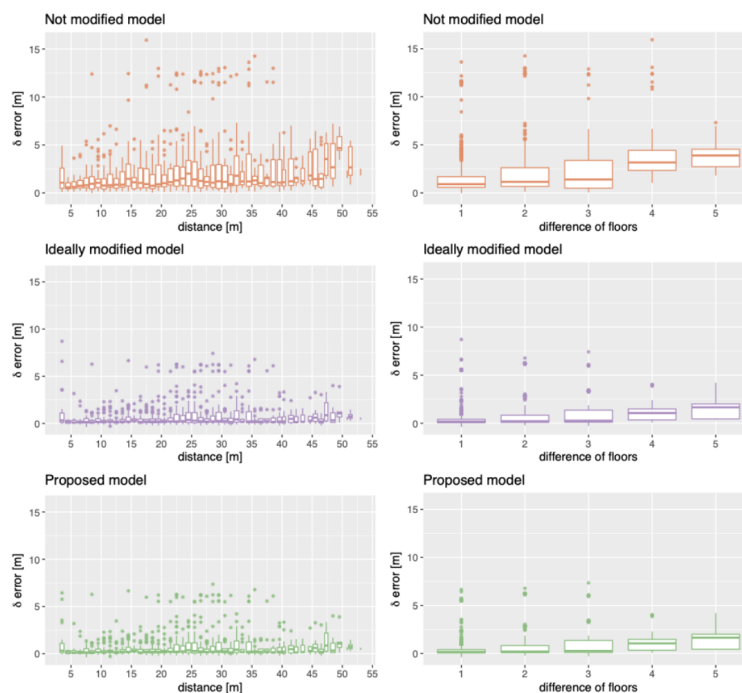 Not modified model
Not modified model
δ error [m]
15
10
5
0
5 10 15 20 25 30 35 40 45 50 55
distance [m]
δ error [m]
15
10
5
0
1 2 3 4 5
difference of floors
Ideally modified model
Ideally modified model
δ error [m]
15
10
5
0
5 10 15 20 25 30 35 40 45 50 55
distance [m]
δ error [m]
15
10
5
0
1 2 3 4 5
difference of floors
Proposed model
Proposed model
δ error [m]
15
10
5
0
5 10 15 20 25 30 35 40 45 50 55
distance [m]
δ error [m]
15
10
5
0
1 2 3 4 5
difference of floors